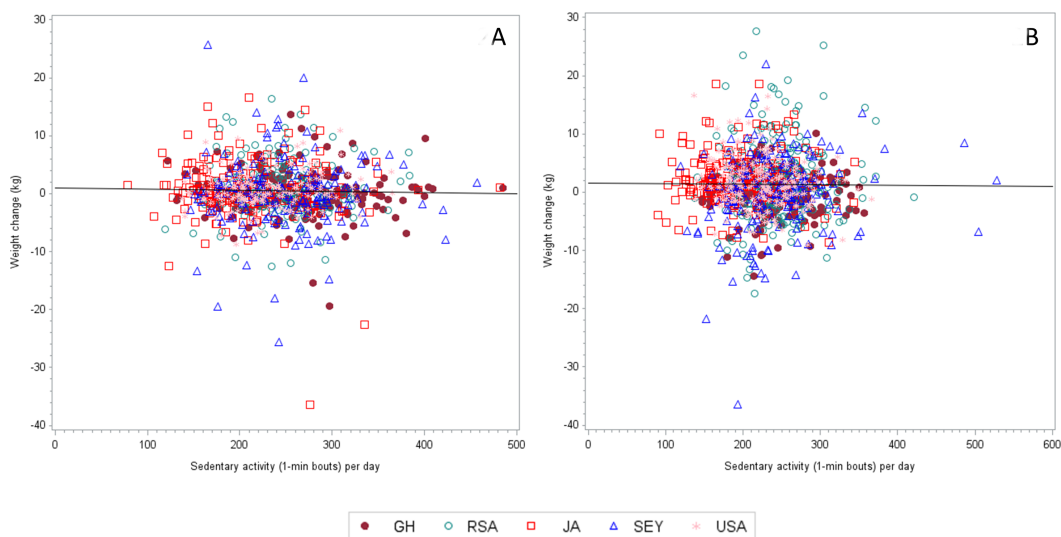 A
30
20
10
0
-10
-20
-30
-40
Weight change (kg)
0 100 200 300 400 500
Sedentary activity (1-min bouts) per day
B
30
20
10
0
-10
-20
-30
-40
Weight change (kg)
0 100 200 300 400 500 600
Sedentary activity (1-min bouts) per day
GH RSA JA SEY USA